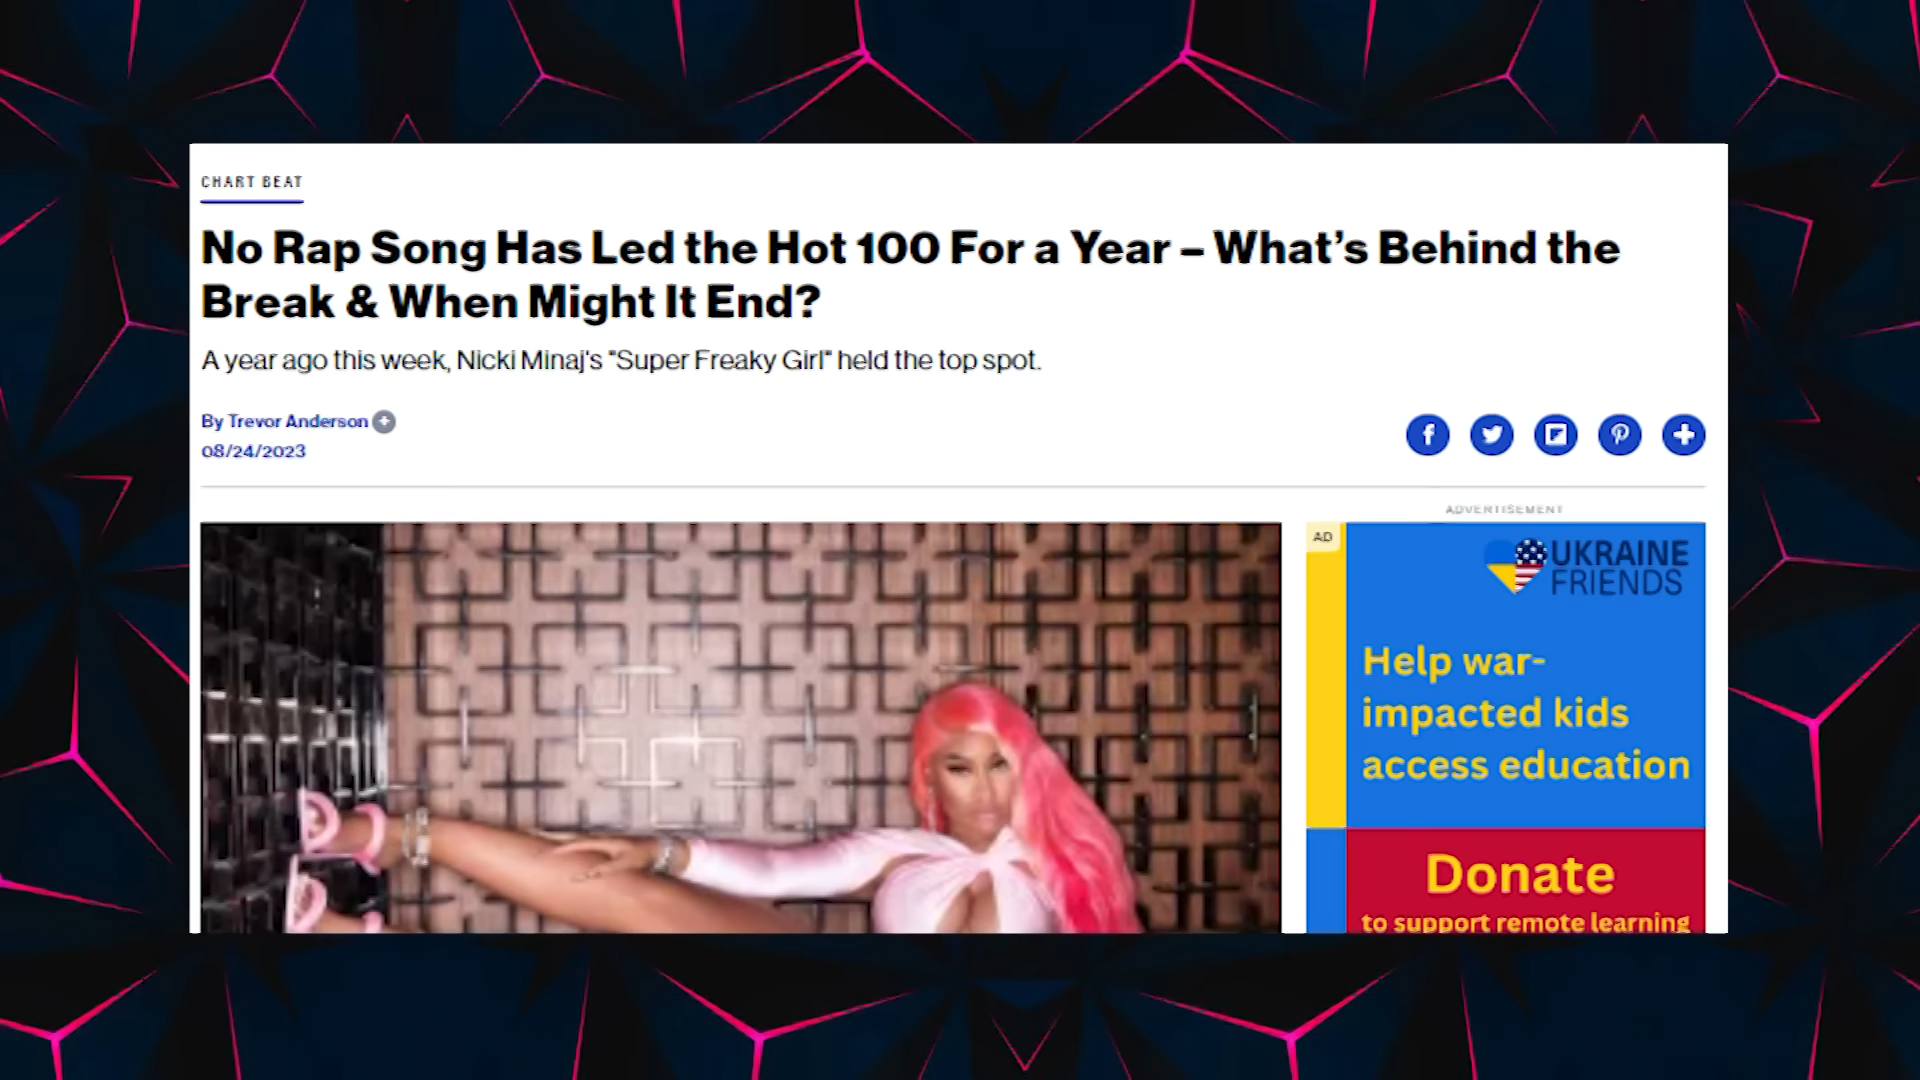 CHART BEAT
No Rap Song Has Led the Hot 100 For a Year – What’s Behind the
Break & When Might It End?
A year ago this week, Nicki Minaj's "Super Freaky Girl" held the top spot.
By Trevor Anderson
08/24/2023
ADVERTISEMENT
AD
UKRAINE
FRIENDS
Help war-
impacted kids
access education
Donate
to support remote learning